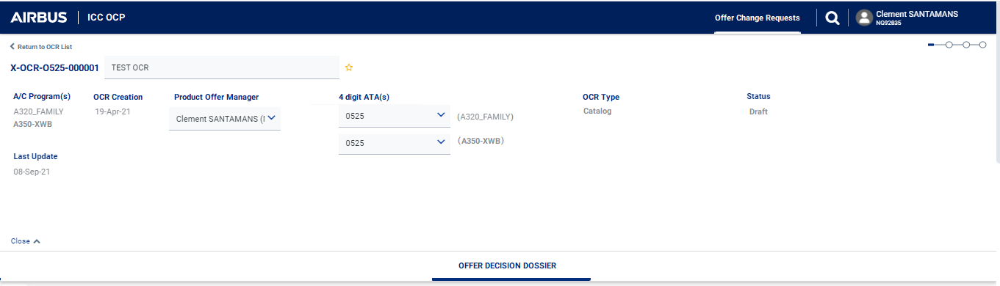 AIRBUS ICC OCP Offer Change Requests Clement SANTAMANS
NG92835
Return to OCR List
X-OCR-O525-000001 TEST OCR
A/C Program(s) OCR Creation Product Offer Manager 4 digit ATA(s) OCR Type Status
A320_FAMILY 19-Apr-21 Clement SANTAMANS ( 0525 (A320_FAMILY) Catalog Draft
A350-XWB
0525 (A350-XWB)
Last Update
08-Sep-21
Close
OFFER DECISION DOSSIER